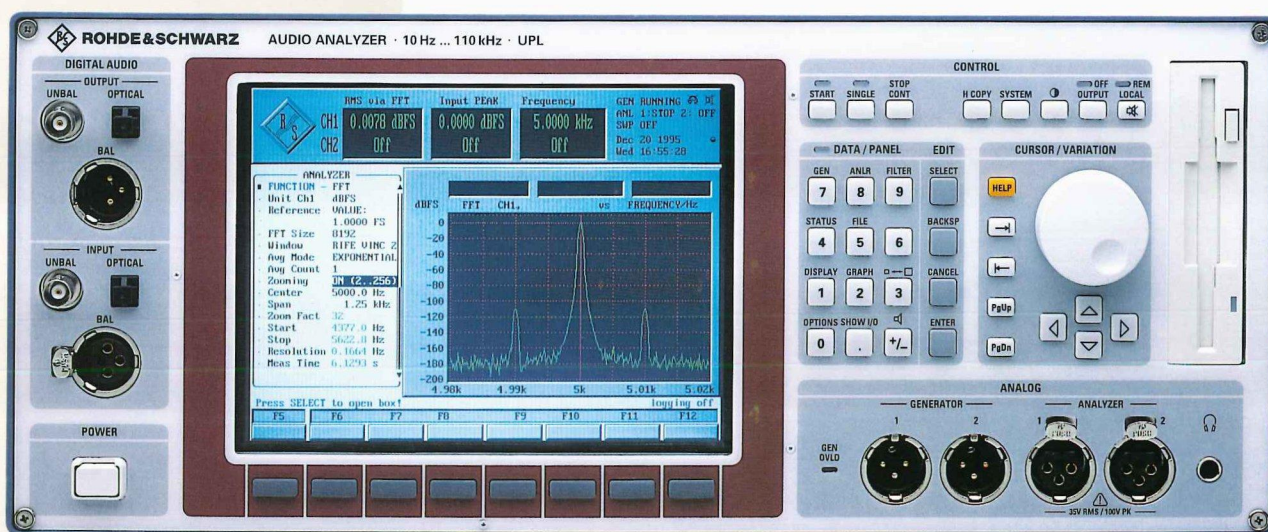 ROHDE&SCHWARZ AUDIO ANALYZER · 10 Hz ... 110 kHz · UPL
DIGITAL AUDIO
OUTPUT
UNBAL OPTICAL
BAL
INPUT
UNBAL OPTICAL
BAL
PUSH
POWER
RMS via FFT Input PEAK Frequency
R S
CH1 0.0078 dBFS 0.0000 dBFS 5.0000 kHz
CH2 Off Off Off
GEN RUNNING
ANL 1:STOP 2: OFF
SWP OFF
Dec 20 1995
Wed 16:55:28
ANALYZER
FUNCTION - FFT
Unit Ch1 dBFS
Reference VALUE:
1.0000 FS
FFT Size 8192
Window RIFE VINC 2
Avg Mode EXPONENTIAL
Avg Count 1
Zooming ON (2..256)
Center 5000.0 Hz
Span 1.25 kHz
Zoom Fact 32
Start 4377.0 Hz
Stop 5622.8 Hz
Resolution 0.1664 Hz
Meas Time 6.1293 s
dBFS FFT CH1. vs FREQUENCY/Hz
0
-20
-40
-60
-80
-100
-120
-140
-160
-180
-200
4.98k 4.99k 5k 5.01k 5.02k
Press SELECT to open box! logging off
F5 F6 F7 F8 F9 F10 F11 F12
CONTROL
START SINGLE STOP CONT
H COPY SYSTEM OFF OUTPUT REM LOCAL
DATA / PANEL EDIT
GEN ANLR FILTER SELECT
7 8 9
STATUS FILE BACKSP
4 5 6
DISPLAY GRAPH CANCEL
1 2 3
OPTIONS SHOW I/O ENTER
0 . +/_
CURSOR / VARIATION
HELP
PgUp
PgDn
ANALOG
GENERATOR ANALYZER
1 2 1 2
PUSH PUSH
GEN
OVLD
35V RMS / 100V PK